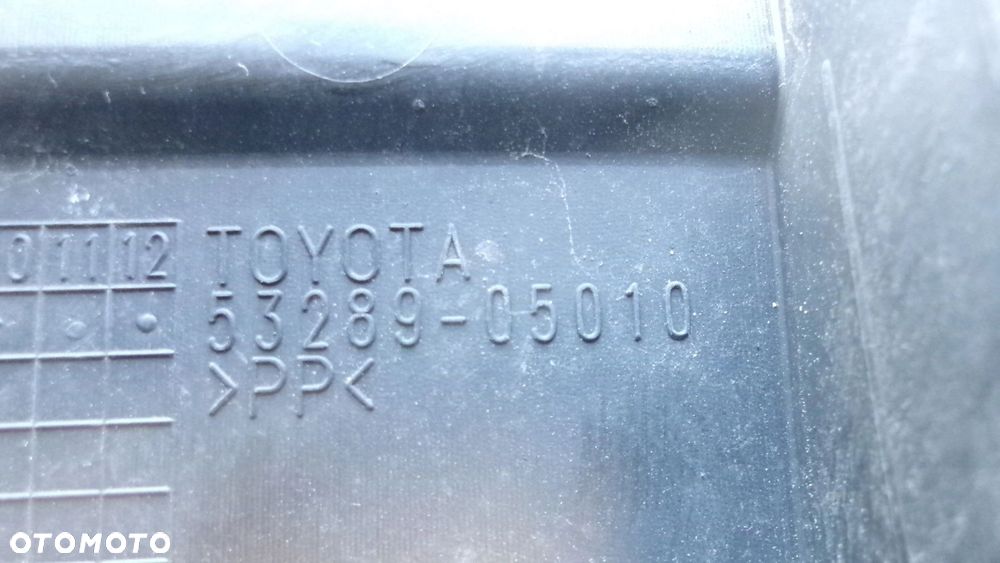 0 11 12
TOYOTA
53289-05010
>PP<
OTOMOTO